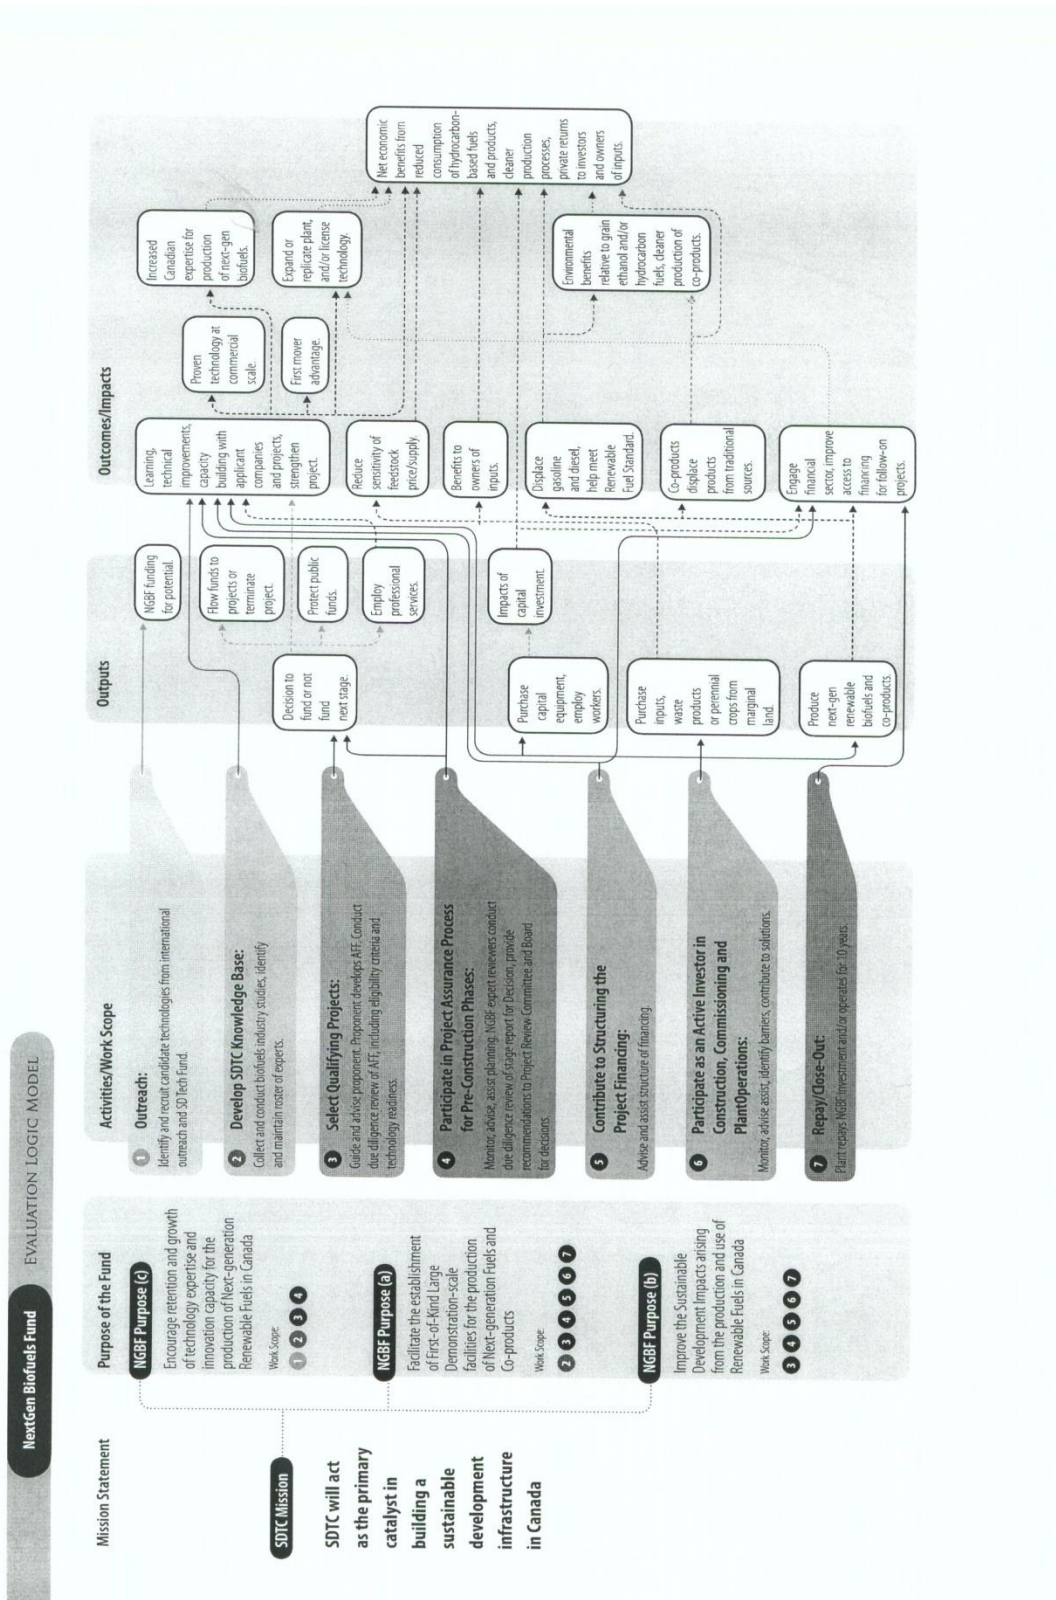 NextGen Biofuels Fund
EVALUATION LOGIC MODEL
Mission Statement
SDTC Mission
SDTC will act
as the primary
catalyst in
building a
sustainable
development
infrastructure
in Canada
Purpose of the Fund
NGBF Purpose (c)
Encourage retention and growth
of technology expertise and
innovation capacity for the
production of Next-generation
Renewable Fuels in Canada
Work Scope:
1 2 3 4
NGBF Purpose (a)
Facilitate the establishment
of First-of-Kind Large
Demonstration-scale
facilities for the production
of Next-generation Fuels and
Co-products
Work Scope:
2 3 4 5 6 7
NGBF Purpose (b)
Improve the Sustainable
Development Impacts arising
from the production and use of
Renewable Fuels in Canada
Work Scope:
3 4 5 6 7
Activities/Work Scope
1 Outreach:
Identify and recruit candidate technologies from international
outreach and SD Tech Fund.
2 Develop SDTC Knowledge Base:
Collect and conduct biofuels industry studies, identify
and maintain roster of experts.
3 Select Qualifying Projects:
Guide and advise proponent. Proponent develops AFF. Conduct
due diligence review of AFF, including eligibility criteria and
technology readiness.
4 Participate in Project Assurance Process
for Pre-Construction Phases:
Monitor, advise, assist planning. NGBF expert reviewers conduct
due diligence review of stage report for Decision, provide
recommendations to Project Review Committee and Board
for decisions.
5 Contribute to Structuring the
Project Financing:
Advise and assist structure of financing.
6 Participate as an Active Investor in
Construction, Commissioning and
PlantOperations:
Monitor, advise assist, identify barriers, contribute to solutions.
7 Repay/Close-Out:
Plant repays NGBF Investment and/or operates for 10 years.
Outputs
NGBF funding
for potential.
Flow funds to
projects or
terminate
project.
Decision to
fund or not
fund
next stage.
Protect public
funds.
Employ
professional
services.
Impacts of
capital
investment.
Purchase
capital
equipment,
employ
workers.
Purchase
inputs,
waste
products
or perennial
crops from
marginal
land.
Produce
next-gen
renewable
biofuels and
co-products.
Outcomes/Impacts
Learning,
technical
improvements,
capacity
building with
applicant
companies
and projects,
strengthen
project.
Reduce
sensitivity of
feedstock
price/supply.
Benefits to
owners of
inputs.
Displace
gasoline
and diesel,
help meet
Renewable
Fuel Standard.
Co-products
displace
products
from traditional
sources.
Engage
financial
sector, improve
access to
financing
for follow-on
projects.
Proven
technology at
commercial
scale.
First mover
advantage.
Increased
Canadian
expertise for
production
of next-gen
biofuels.
Expand or
replicate plant,
and/or license
technology.
Environmental
benefits
relative to grain
ethanol and/or
hydrocarbon
fuels, cleaner
production of
co-products.
Net economic
benefits from
reduced
consumption
of hydrocarbon-
based fuels
and products,
cleaner
production
processes,
private returns
to investors
and owners
of inputs.